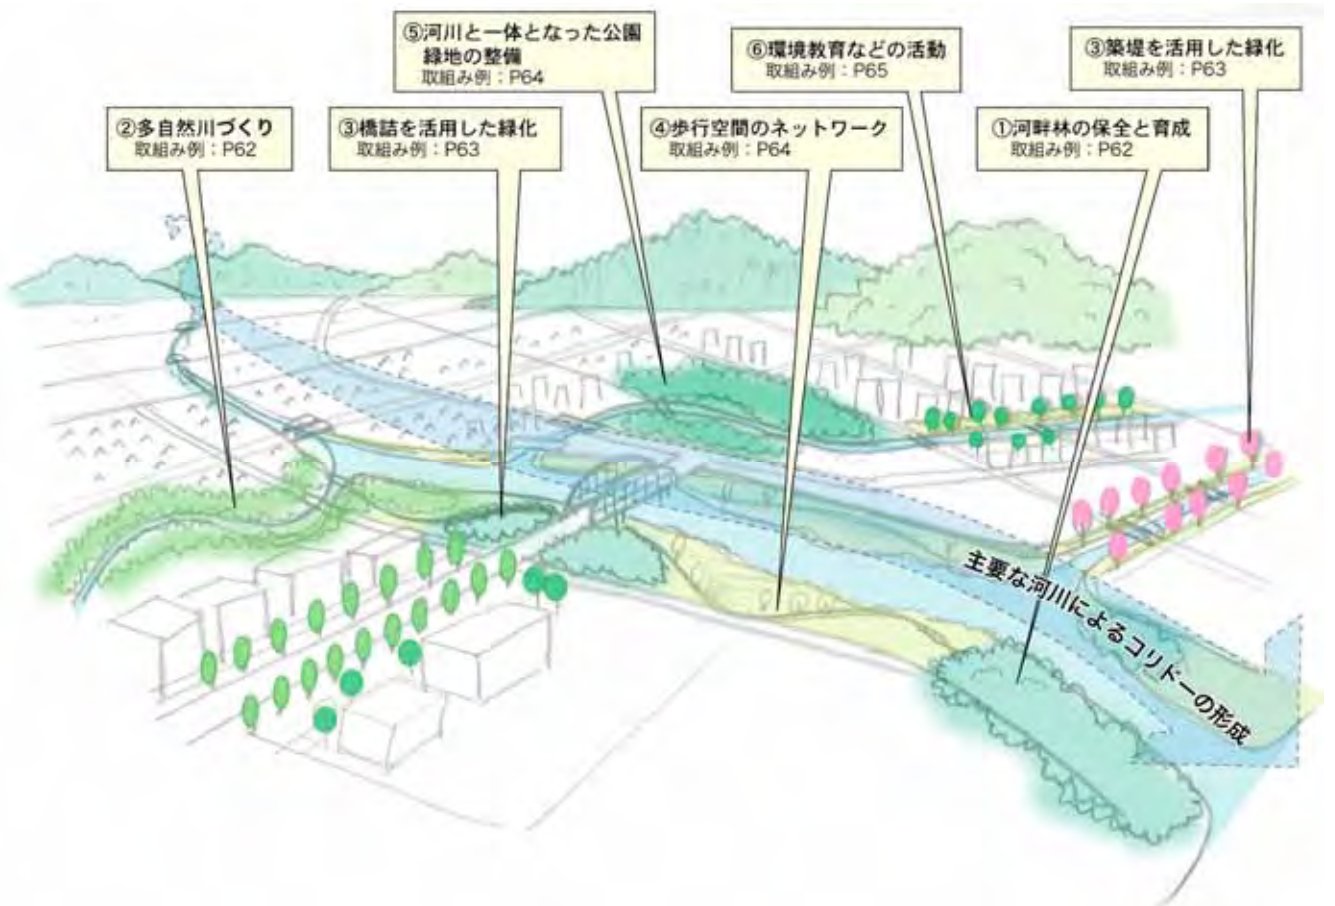 ⑤河川と一体となった公園
緑地の整備
取組み例：P64
⑥環境教育などの活動
取組み例：P65
③築堤を活用した緑化
取組み例：P63
②多自然川づくり
取組み例：P62
③橋詰を活用した緑化
取組み例：P63
④歩行空間のネットワーク
取組み例：P64
①河畔林の保全と育成
取組み例：P62
主要な河川によるコリドーの形成